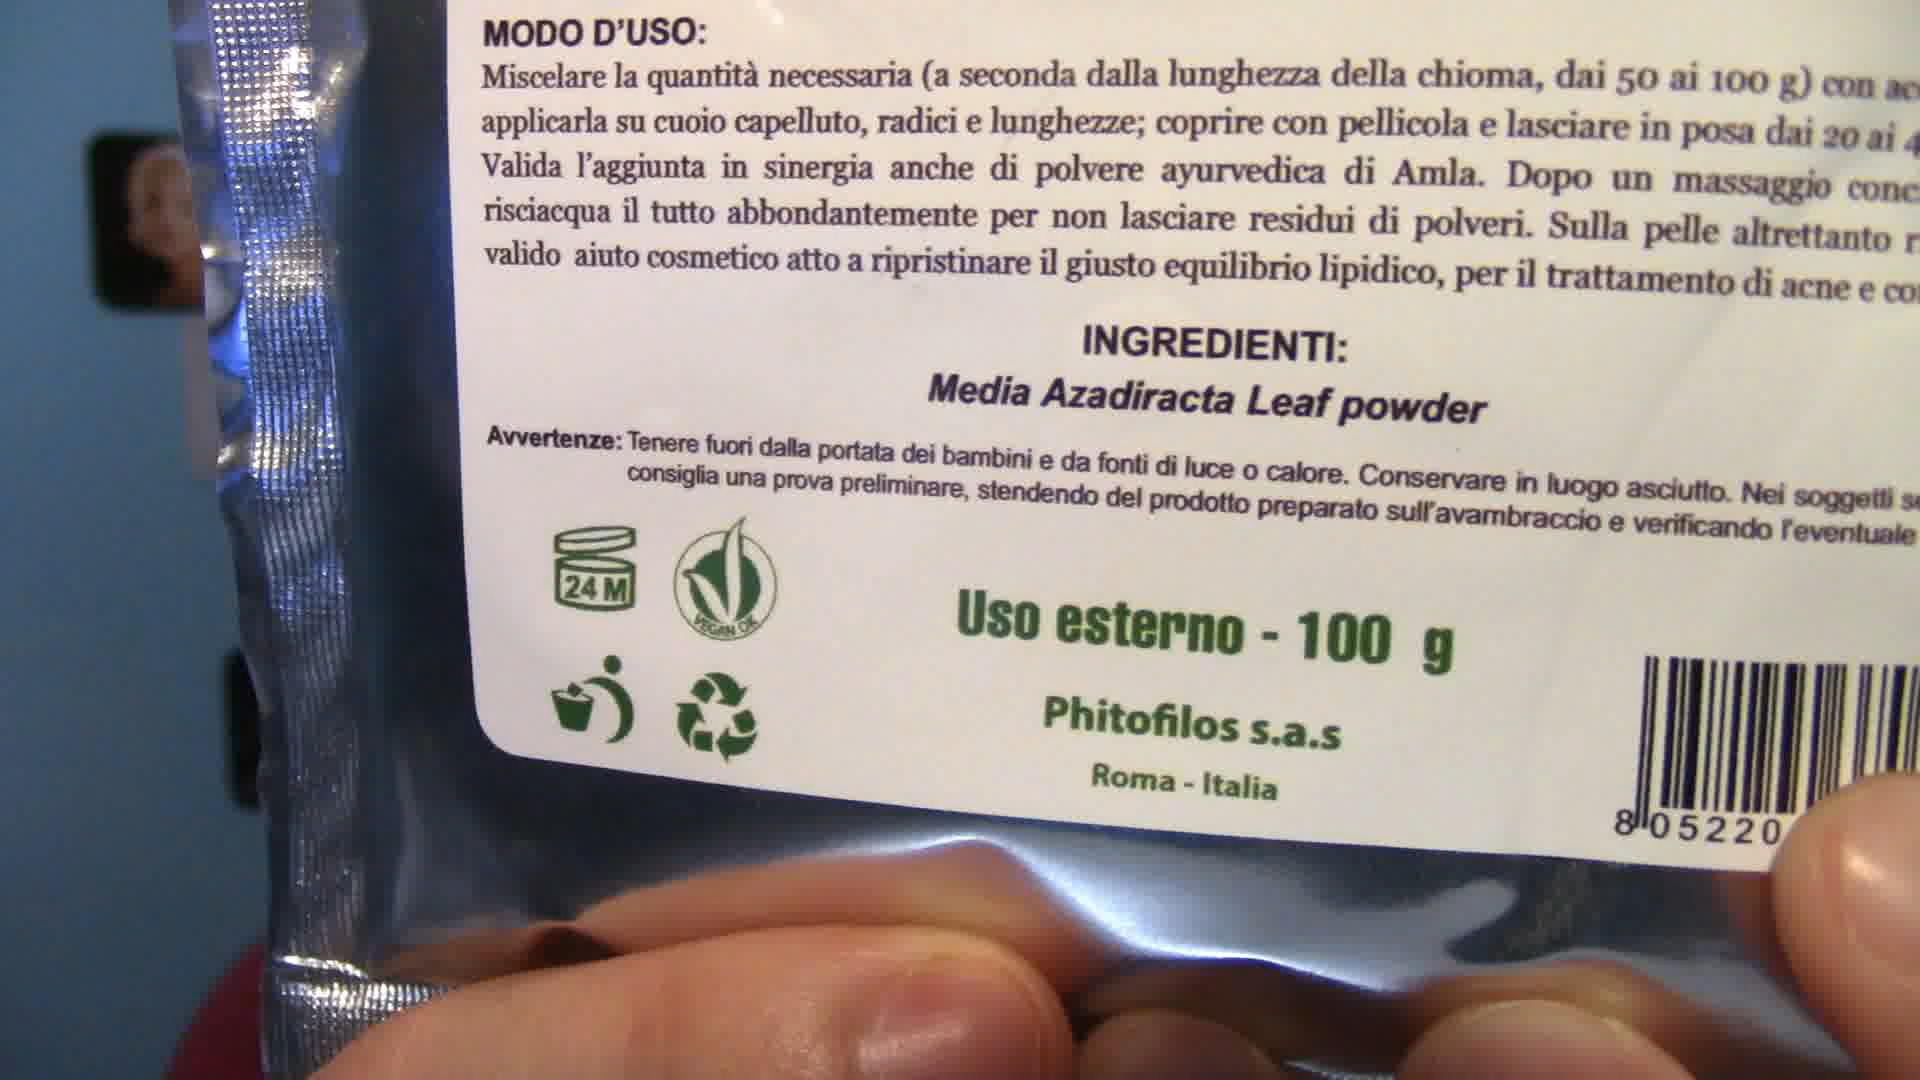 MODO D'USO:
Miscelare la quantità necessaria (a seconda dalla lunghezza della chioma, dai 50 ai 100 g) con
applicarla su cuoio capelluto, radici e lunghezze; coprire con pellicola e lasciare in posa dai 20 ai
Valida l'aggiunta in sinergia anche di polvere ayurvedica di Amla. Dopo un massaggio
risciacqua il tutto abbondantemente per non lasciare residui di polveri. Sulla pelle altrettanto
valido aiuto cosmetico atto a ripristinare il giusto equilibrio lipidico, per il trattamento di acne e
INGREDIENTI:
Media Azadiracta Leaf powder
Avvertenze: Tenere fuori dalla portata dei bambini e da fonti di luce o calore. Conservare in luogo asciutto. Nei soggetti
consiglia una prova preliminare, stendendo del prodotto preparato sull'avambraccio e verificando l'eventuale
24 M
VEGAN OK
Uso esterno - 100 g
Phitofilos s.a.s
Roma - Italia
8 05220